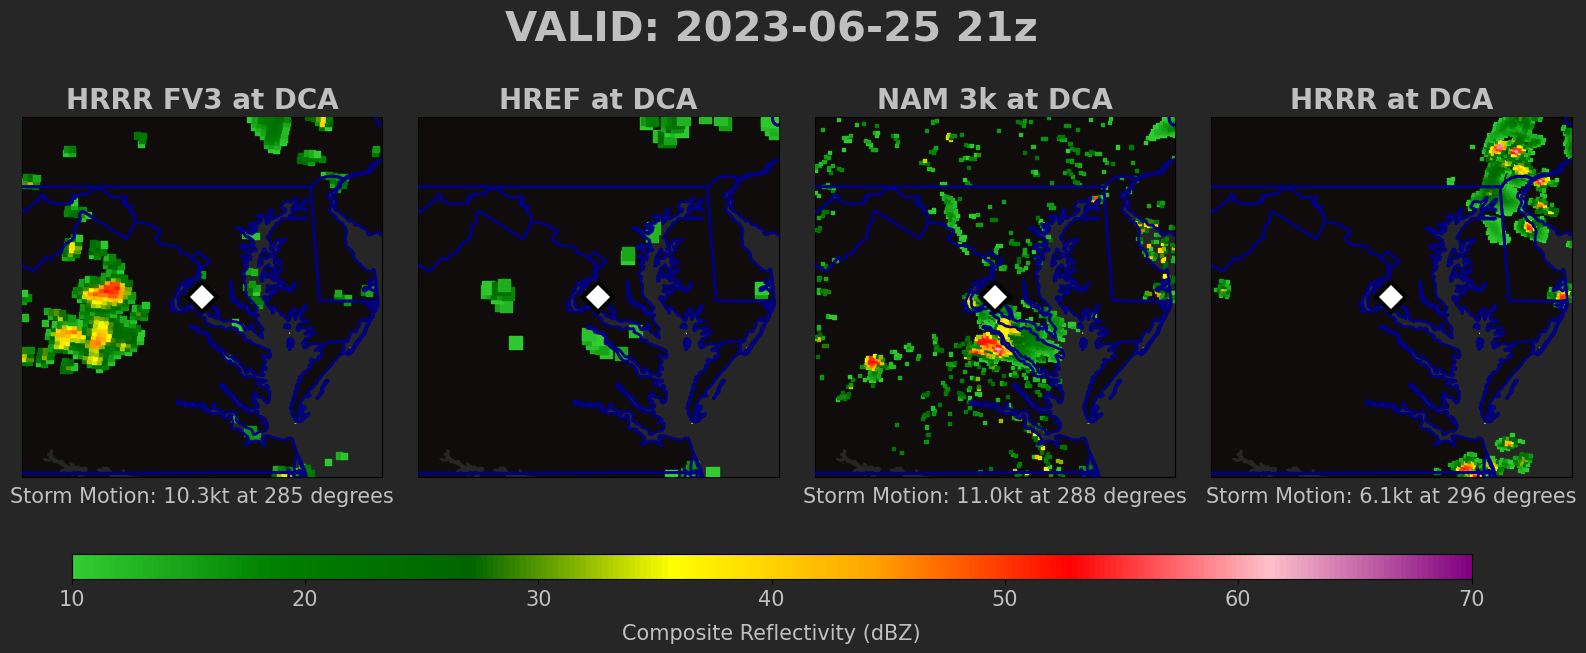 VALID: 2023-06-25 21z
HRRR FV3 at DCA
HREF at DCA
NAM 3k at DCA
HRRR at DCA
Storm Motion: 10.3kt at 285 degrees
Storm Motion: 11.0kt at 288 degrees
Storm Motion: 6.1kt at 296 degrees
10 20 30 40 50 60 70
Composite Reflectivity (dBZ)